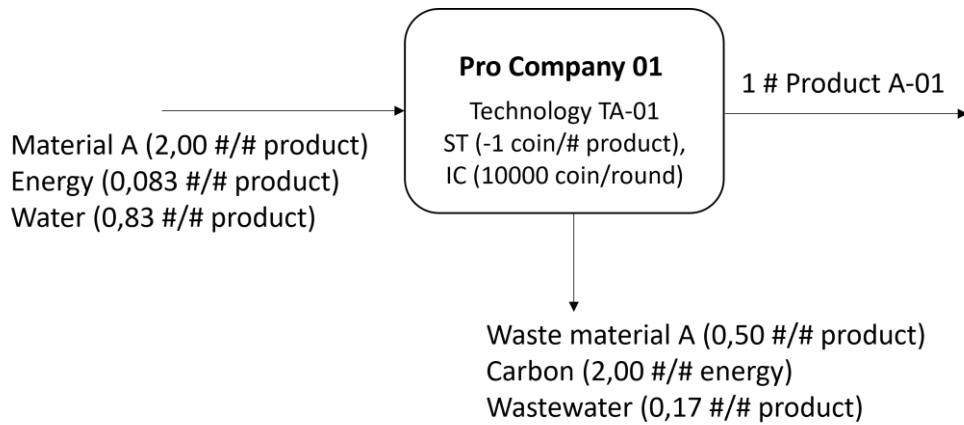 Pro Company 01
Technology TA-01
ST (-1 coin/# product),
IC (10000 coin/round)
1 # Product A-01
Material A (2,00 #/# product)
Energy (0,083 #/# product)
Water (0,83 #/# product)
Waste material A (0,50 #/# product)
Carbon (2,00 #/# energy)
Wastewater (0,17 #/# product)